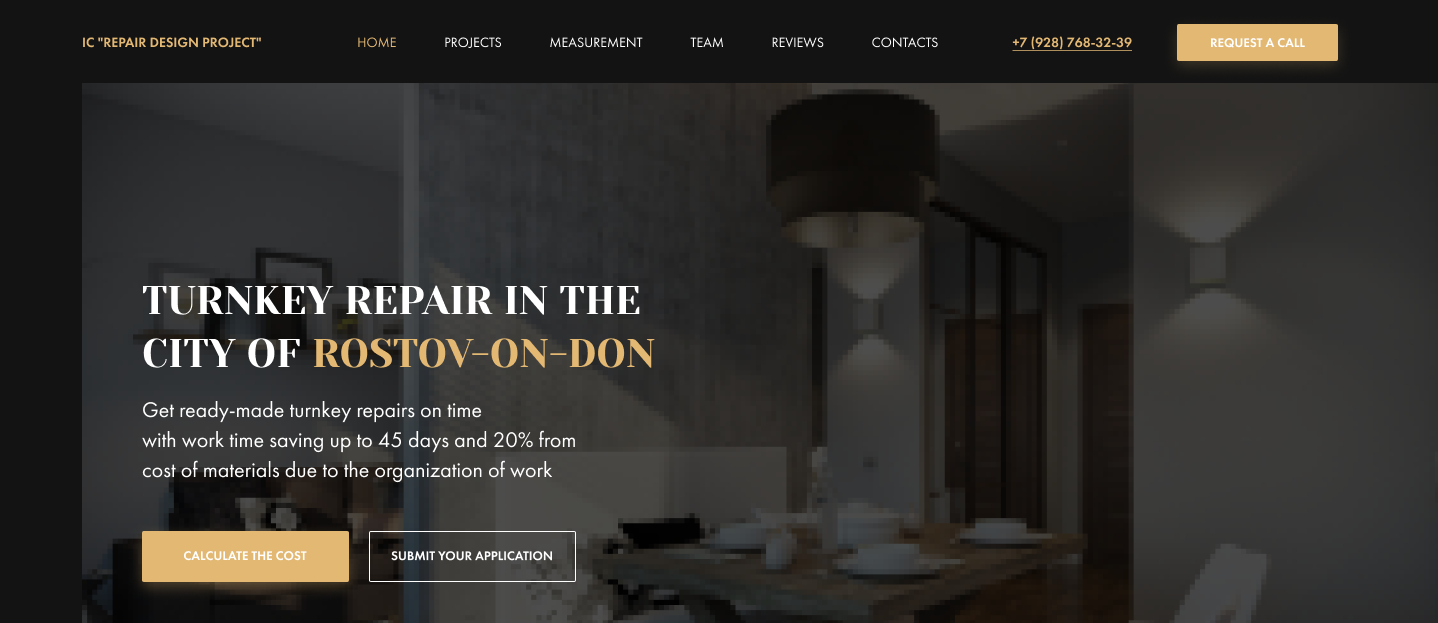 IC "REPAIR DESIGN PROJECT"
HOME
PROJECTS
MEASUREMENT
TEAM
REVIEWS
CONTACTS
+7 (928) 768-32-39
REQUEST A CALL
TURNKEY REPAIR IN THE
CITY OF ROSTOV-ON-DON
Get ready-made turnkey repairs on time
with work time saving up to 45 days and 20% from
cost of materials due to the organization of work
CALCULATE THE COST
SUBMIT YOUR APPLICATION